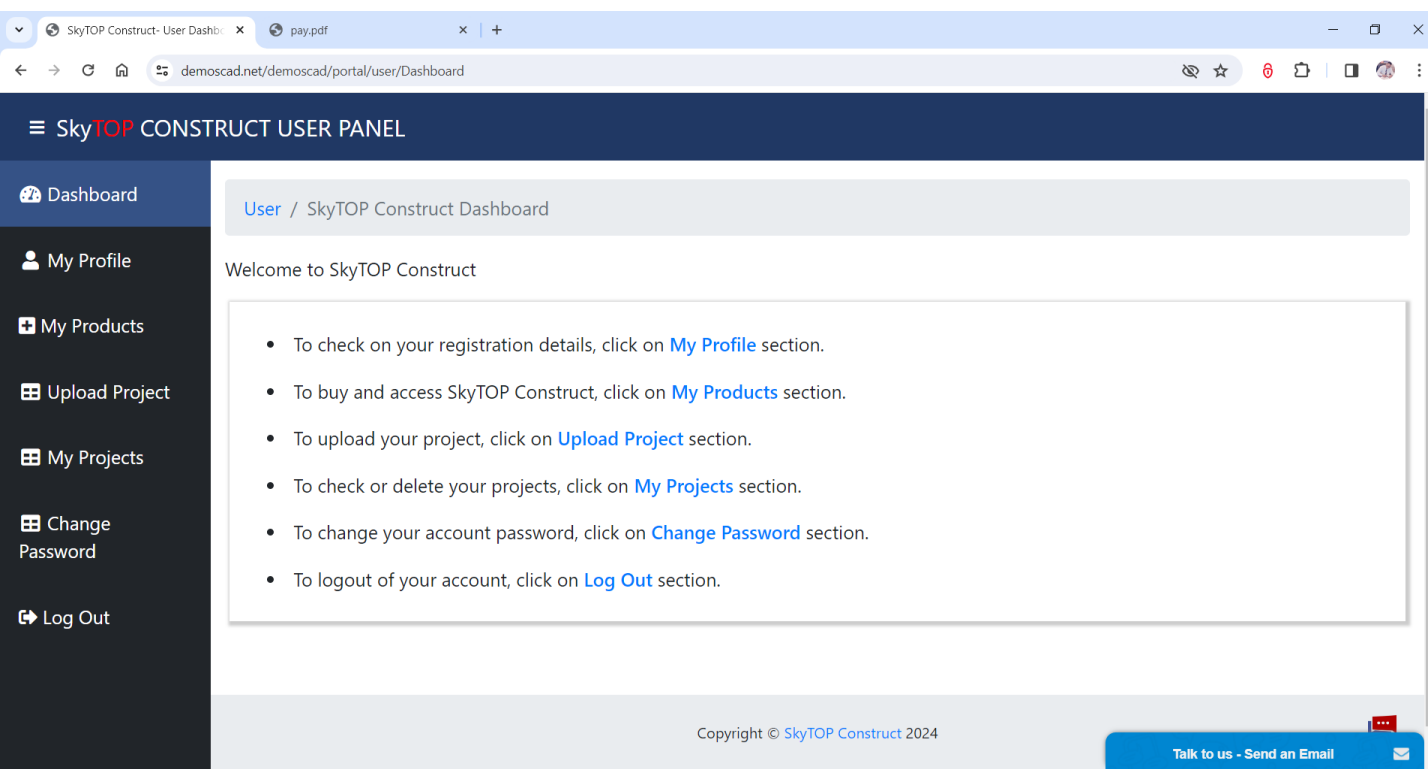 SkyTOP Construct- User Dashbo
pay.pdf
demoscad.net/demoscad/portal/user/Dashboard
SkyTOP CONSTRUCT USER PANEL
Dashboard
My Profile
My Products
Upload Project
My Projects
Change
Password
Log Out
User / SkyTOP Construct Dashboard
Welcome to SkyTOP Construct
• To check on your registration details, click on My Profile section.
• To buy and access SkyTOP Construct, click on My Products section.
• To upload your project, click on Upload Project section.
• To check or delete your projects, click on My Projects section.
• To change your account password, click on Change Password section.
• To logout of your account, click on Log Out section.
Copyright © SkyTOP Construct 2024
Talk to us - Send an Email